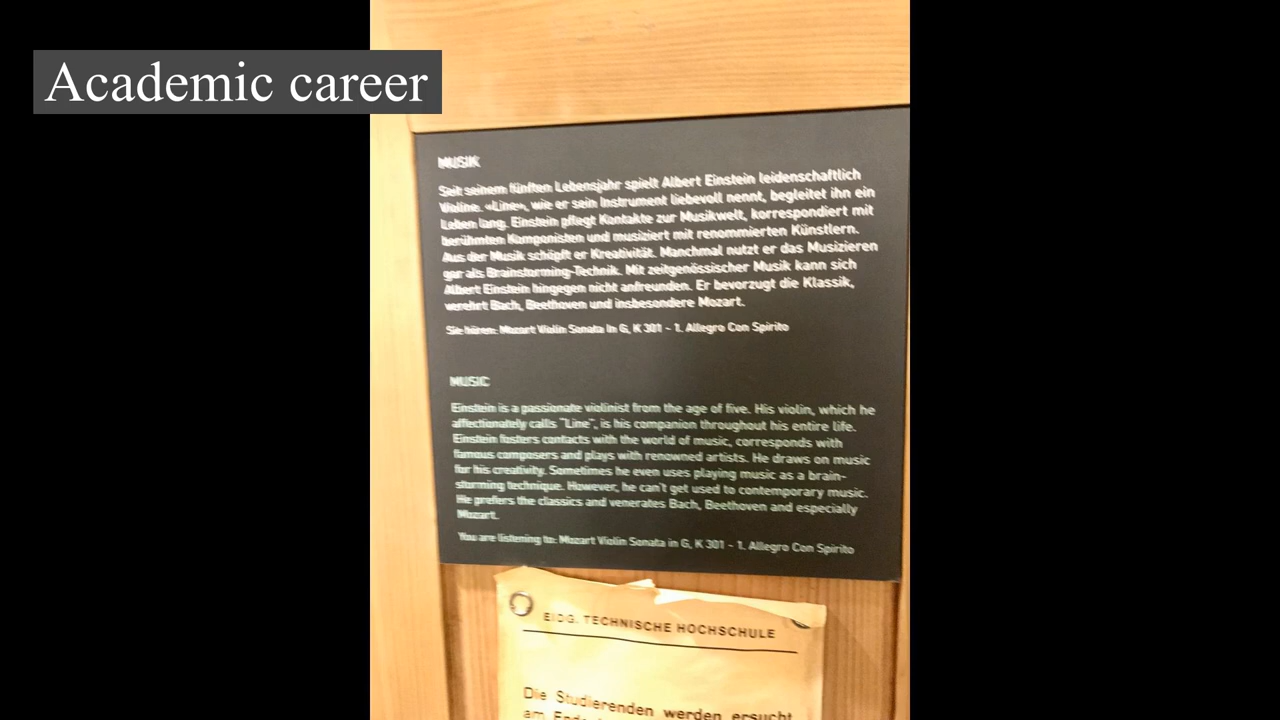 Academic career
MUSIK
Seit seinem fünften Lebensjahr spielt Albert Einstein leidenschaftlich
Violine. «Line», wie er sein Instrument liebevoll nennt, begleitet ihn ein
Leben lang. Einstein pflegt Kontakte zur Musikwelt, korrespondiert mit
berühmten Komponisten und musiziert mit renommierten Künstlern.
Aus der Musik schöpft er Kreativität. Manchmal nutzt er das Musizieren
gar als Brainstorming-Technik. Mit zeitgenössischer Musik kann sich
Albert Einstein hingegen nicht anfreunden. Er bevorzugt die Klassik,
verehrt Bach, Beethoven und insbesondere Mozart.
Sie hören: Mozart Violin Sonata In G, K 301 - 1. Allegro Con Spirito
MUSIC
Einstein is a passionate violinist from the age of five. His violin, which he
affectionately calls "Line", is his companion throughout his entire life.
Einstein fosters contacts with the world of music, corresponds with
famous composers and plays with renowned artists. He draws on music
for his creativity. Sometimes he even uses playing music as a brain-
storming technique. However, he can't get used to contemporary music.
He prefers the classics and venerates Bach, Beethoven and especially
Mozart.
You are listening to: Mozart Violin Sonata in G, K 301 - 1. Allegro Con Spirito
EIDG. TECHNISCHE HOCHSCHULE
Die Studierenden werden ersucht
am Ende